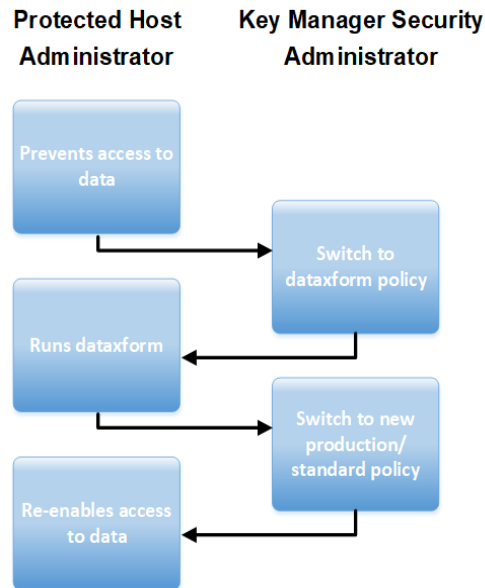 Protected Host
Administrator
Key Manager Security
Administrator
Prevents access to
data
Switch to
dataxform policy
Runs dataxform
Switch to new
production/
standard policy
Re-enables access
to data